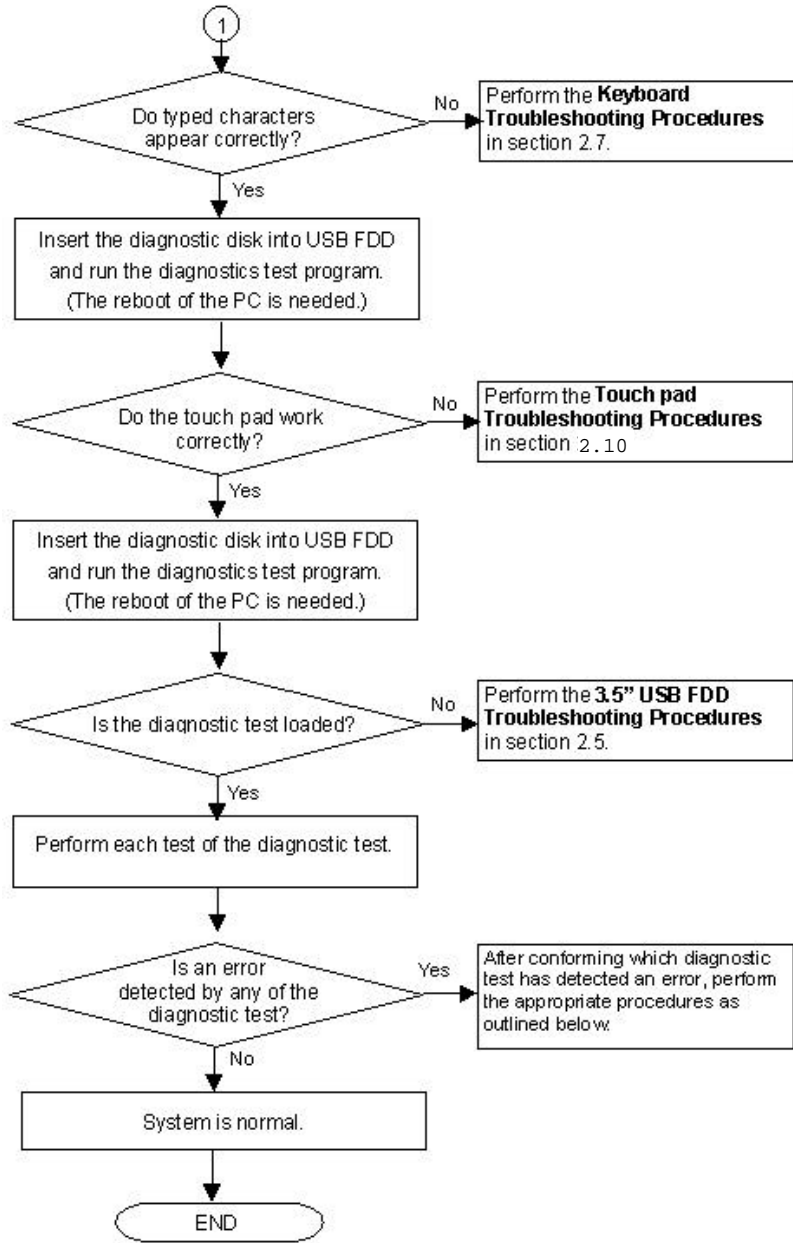 1
Do typed characters
appear correctly?
No
Perform the Keyboard
Troubleshooting Procedures
in section 2.7.
Yes
Insert the diagnostic disk into USB FDD
and run the diagnostics test program.
(The reboot of the PC is needed.)
Do the touch pad work
correctly?
No
Perform the Touch pad
Troubleshooting Procedures
in section 2.10
Yes
Insert the diagnostic disk into USB FDD
and run the diagnostics test program.
(The reboot of the PC is needed.)
Is the diagnostic test loaded?
No
Perform the 3.5” USB FDD
Troubleshooting Procedures
in section 2.5.
Yes
Perform each test of the diagnostic test.
Is an error
detected by any of the
diagnostic test?
Yes
After conforming which diagnostic
test has detected an error, perform
the appropriate procedures as
outlined below.
No
System is normal.
END